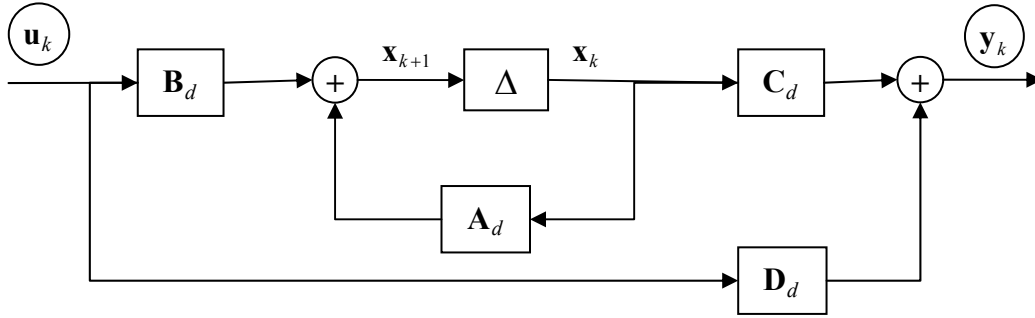 u_k
y_k
x_{k+1}
x_k
B_d
+
Δ
C_d
+
A_d
D_d